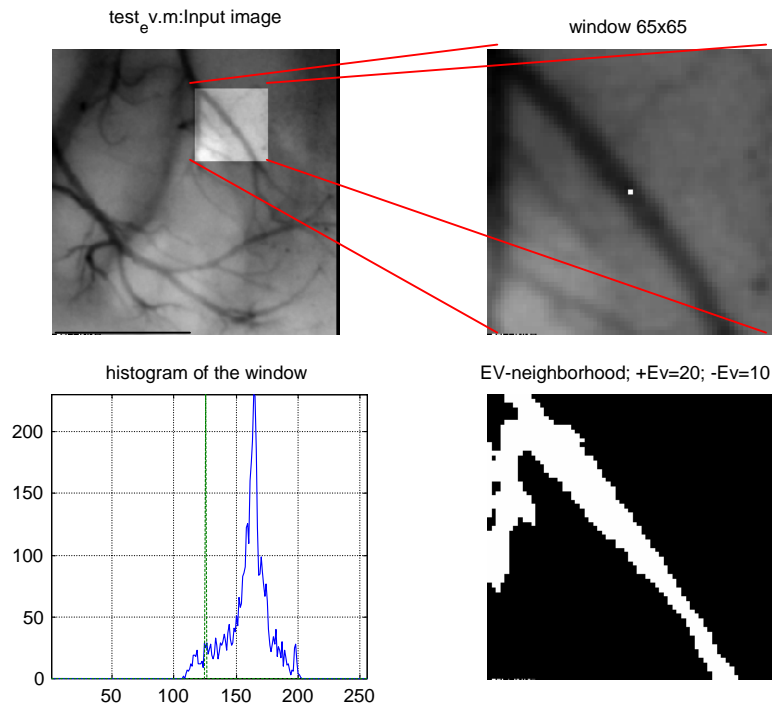 test_ev.m:Input image
window 65x65
histogram of the window
EV-neighborhood; +Ev=20; -Ev=10
200
150
100
50
0
50
100
150
200
250